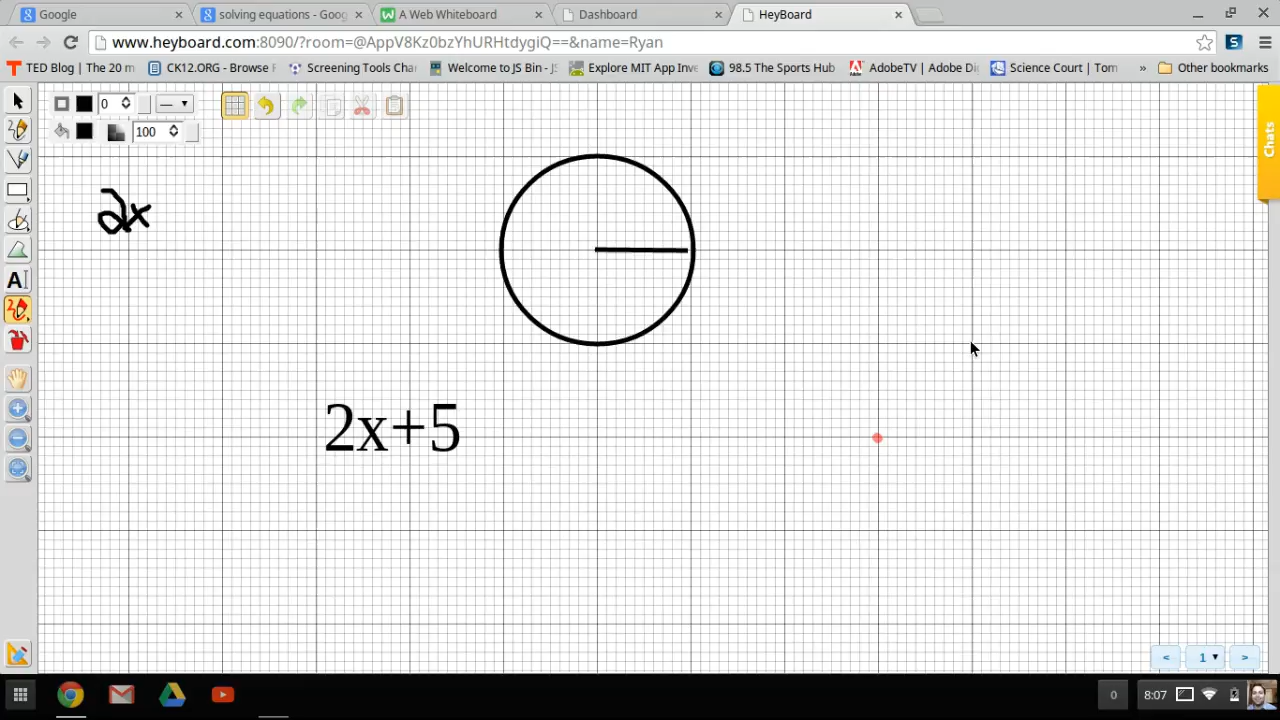 Google
solving equations - Goog
A Web Whiteboard
Dashboard
HeyBoard
www.heyboard.com:8090/?room=@AppV8Kz0bzYhURHtdygiQ==&name=Ryan
TED Blog | The 20 m
CK12.ORG - Browse F
Screening Tools Cha
Welcome to JS Bin - J
Explore MIT App Inve
98.5 The Sports Hub
AdobeTV | Adobe Di
Science Court | Tom
»
Other bookmarks
0
100
Chats
2x
A
2x+5
< 1 >
0
8:07